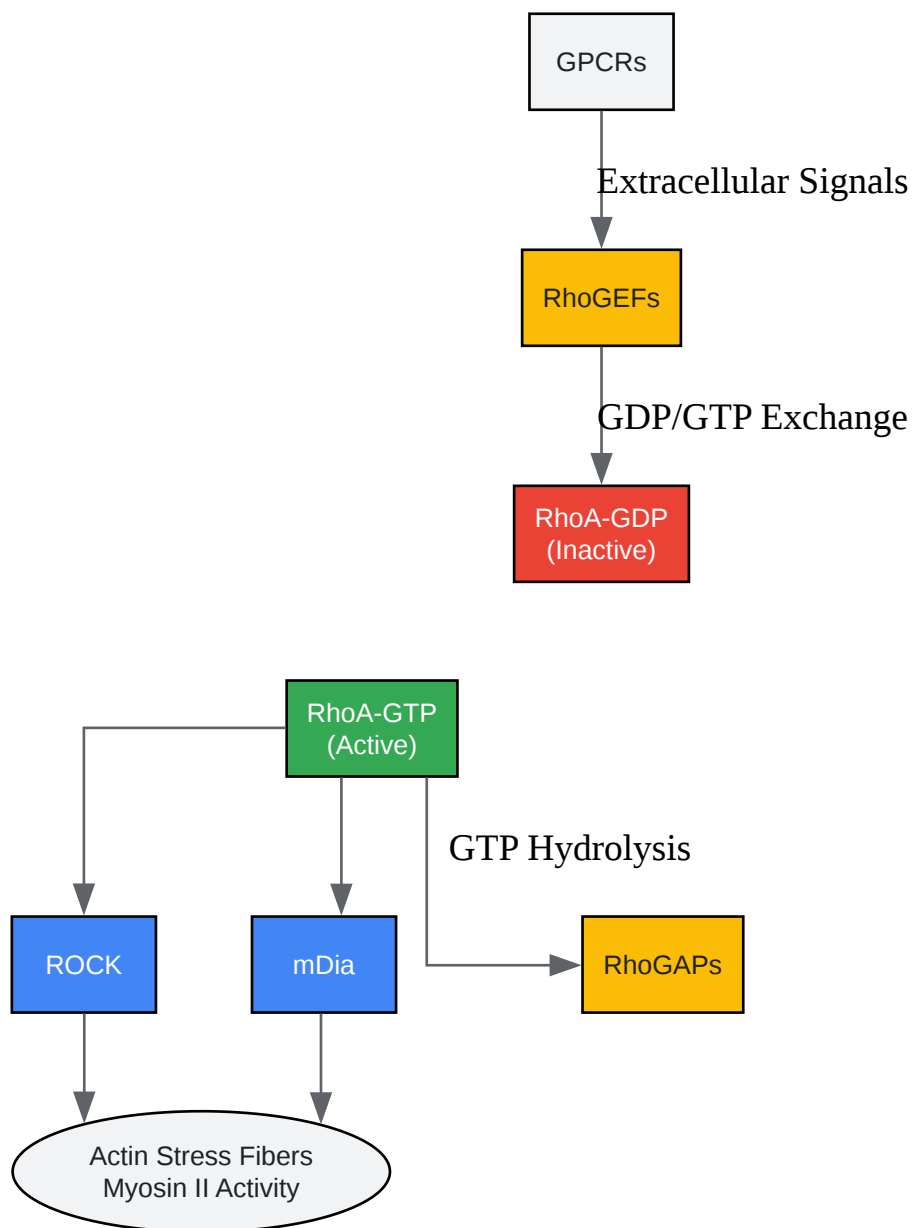 GPCRs
Extracellular Signals
RhoGEFs
GDP/GTP Exchange
RhoA-GDP
(Inactive)
RhoA-GTP
(Active)
GTP Hydrolysis
ROCK
mDia
RhoGAPs
Actin Stress Fibers
Myosin II Activity